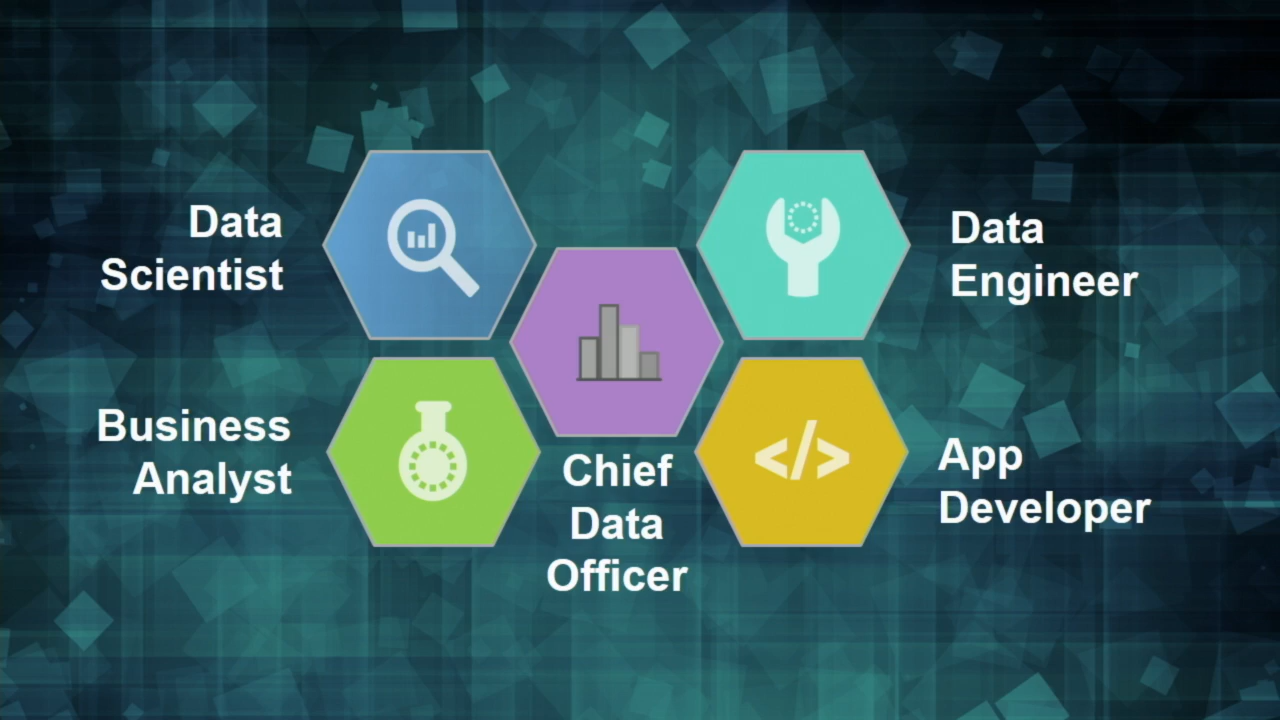 Data
Scientist
Data
Engineer
Business
Analyst
Chief
Data
Officer
</>
App
Developer